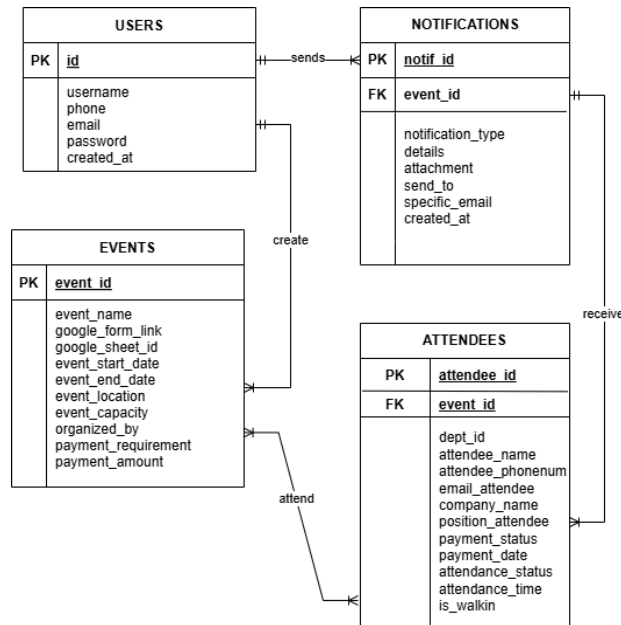 USERS
PK id
username
phone
email
password
created_at
sends
NOTIFICATIONS
PK notif_id
FK event_id
notification_type
details
attachment
send_to
specific_email
created_at
create
receive
EVENTS
PK event_id
event_name
google_form_link
google_sheet_id
event_start_date
event_end_date
event_location
event_capacity
organized_by
payment_requirement
payment_amount
attend
ATTENDEES
PK attendee_id
FK event_id
dept_id
attendee_name
attendee_phonenum
email_attendee
company_name
position_attendee
payment_status
payment_date
attendance_status
attendance_time
is_walkin